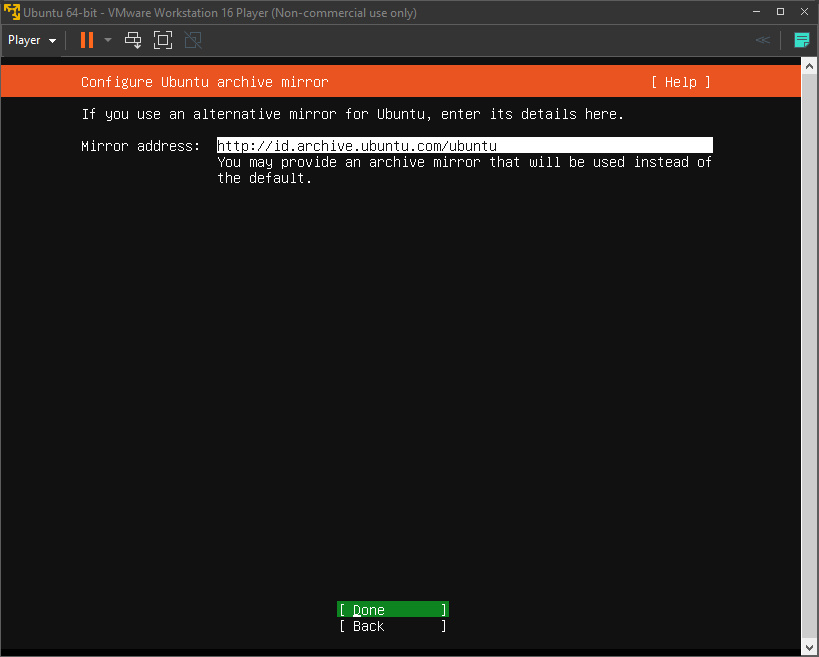 Ubuntu 64-bit - VMware Workstation 16 Player (Non-commercial use only)
Player
Configure Ubuntu archive mirror [ Help ]
If you use an alternative mirror for Ubuntu, enter its details here.
Mirror address: http://id.archive.ubuntu.com/ubuntu
You may provide an archive mirror that will be used instead of
the default.
[ Done ]
[ Back ]